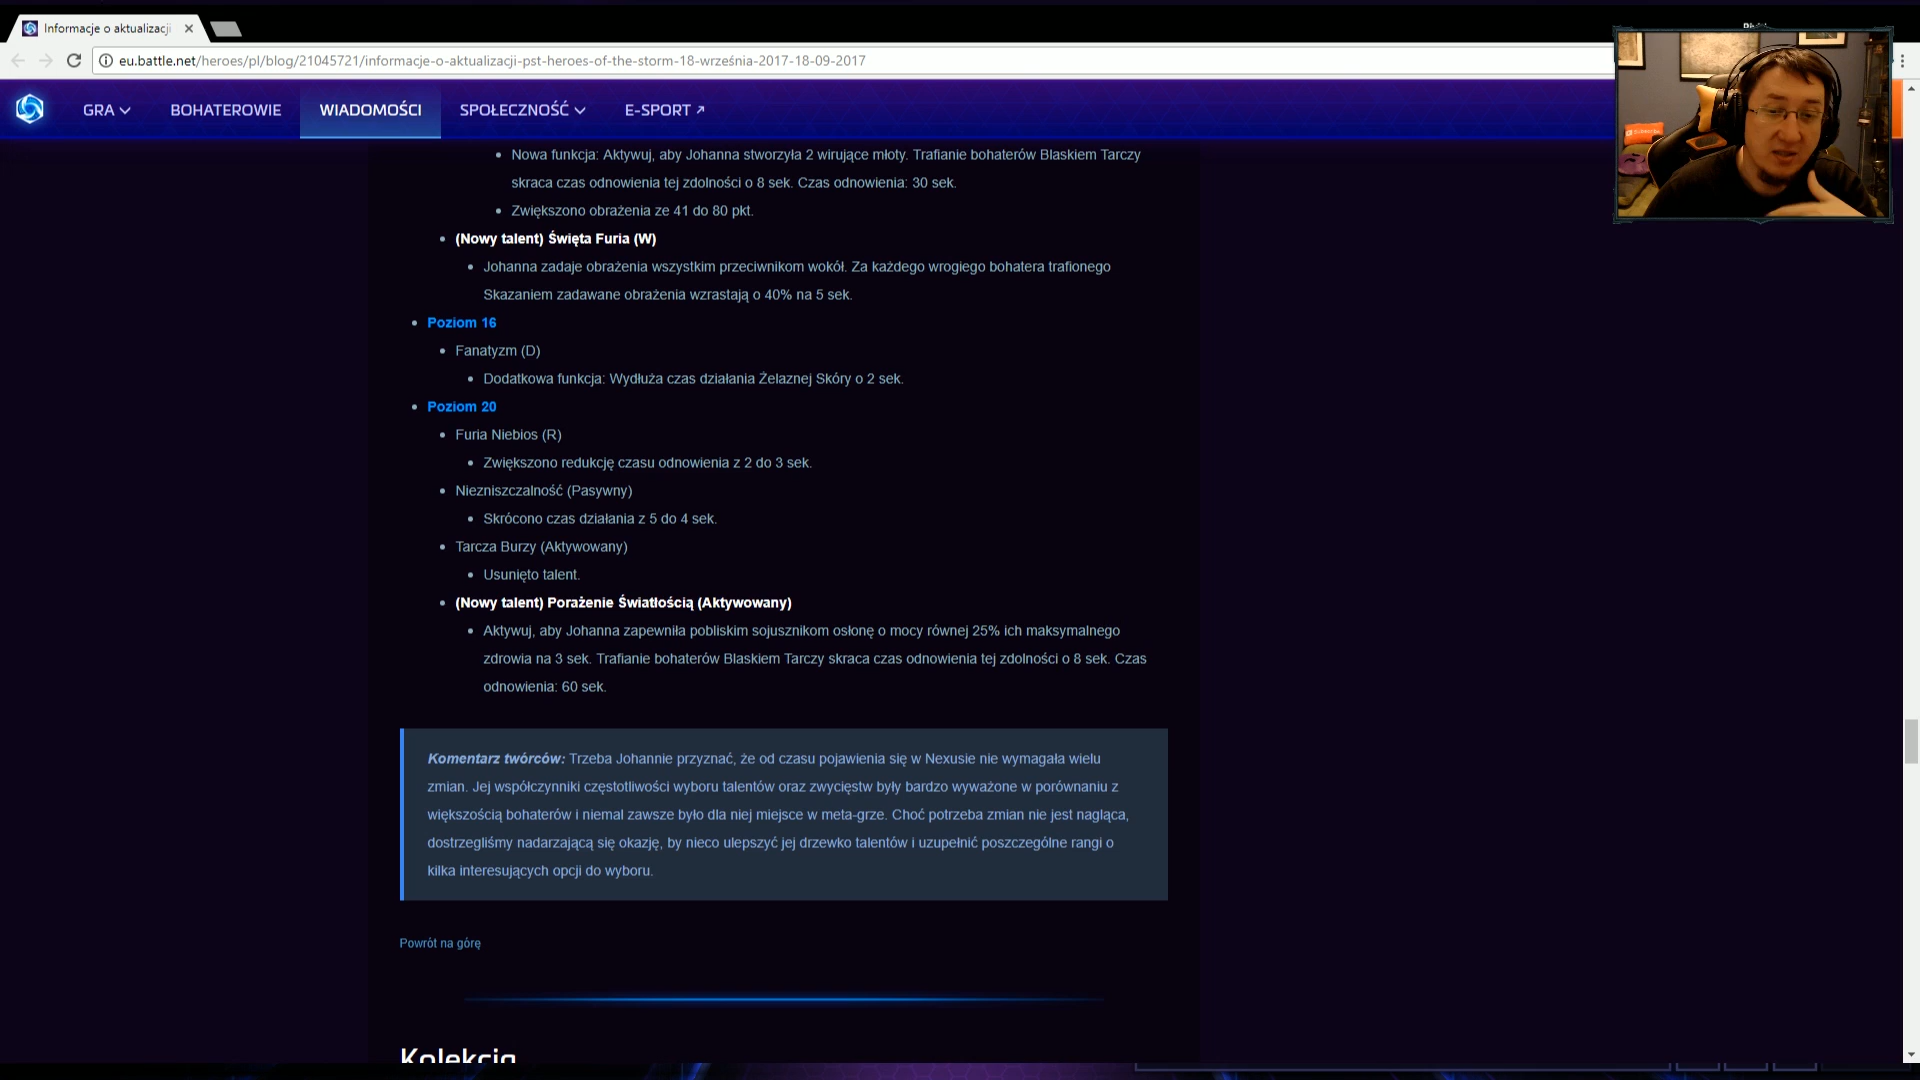 Informacje o aktualizacji
eu.battle.net/heroes/pl/blog/21045721/informacje-o-aktualizacji-pst-heroes-of-the-storm-18-września-2017-18-09-2017
GRA
BOHATEROWIE
WIADOMOŚCI
SPOŁECZNOŚĆ
E-SPORT
Nowa funkcja: Aktywuj, aby Johanna stworzyła 2 wirujące młoty. Trafianie bohaterów Blaskiem Tarczy
skraca czas odnowienia tej zdolności o 8 sek. Czas odnowienia: 30 sek.
Zwiększono obrażenia ze 41 do 80 pkt.
(Nowy talent) Święta Furia (W)
Johanna zadaje obrażenia wszystkim przeciwnikom wokół. Za każdego wrogiego bohatera trafionego
Skazaniem zadawane obrażenia wzrastają o 40% na 5 sek.
Poziom 16
Fanatyzm (D)
Dodatkowa funkcja: Wydłuża czas działania Żelaznej Skóry o 2 sek.
Poziom 20
Furia Niebios (R)
Zwiększono redukcję czasu odnowienia z 2 do 3 sek.
Niezniszczalność (Pasywny)
Skrócono czas działania z 5 do 4 sek.
Tarcza Burzy (Aktywowany)
Usunięto talent.
(Nowy talent) Porażenie Światłością (Aktywowany)
Aktywuj, aby Johanna zapewniła pobliskim sojusznikom osłonę o mocy równej 25% ich maksymalnego
zdrowia na 3 sek. Trafianie bohaterów Blaskiem Tarczy skraca czas odnowienia tej zdolności o 8 sek. Czas
odnowienia: 60 sek.
Komentarz twórców: Trzeba Johannie przyznać, że od czasu pojawienia się w Nexusie nie wymagała wielu
zmian. Jej współczynniki częstotliwości wyboru talentów oraz zwycięstw były bardzo wyważone w porównaniu z
większością bohaterów i niemal zawsze było dla niej miejsce w meta-grze. Choć potrzeba zmian nie jest nagląca,
dostrzegliśmy nadarzającą się okazję, by nieco ulepszyć jej drzewko talentów i uzupełnić poszczególne rangi o
kilka interesujących opcji do wyboru.
Powrót na górę
Kolekcja